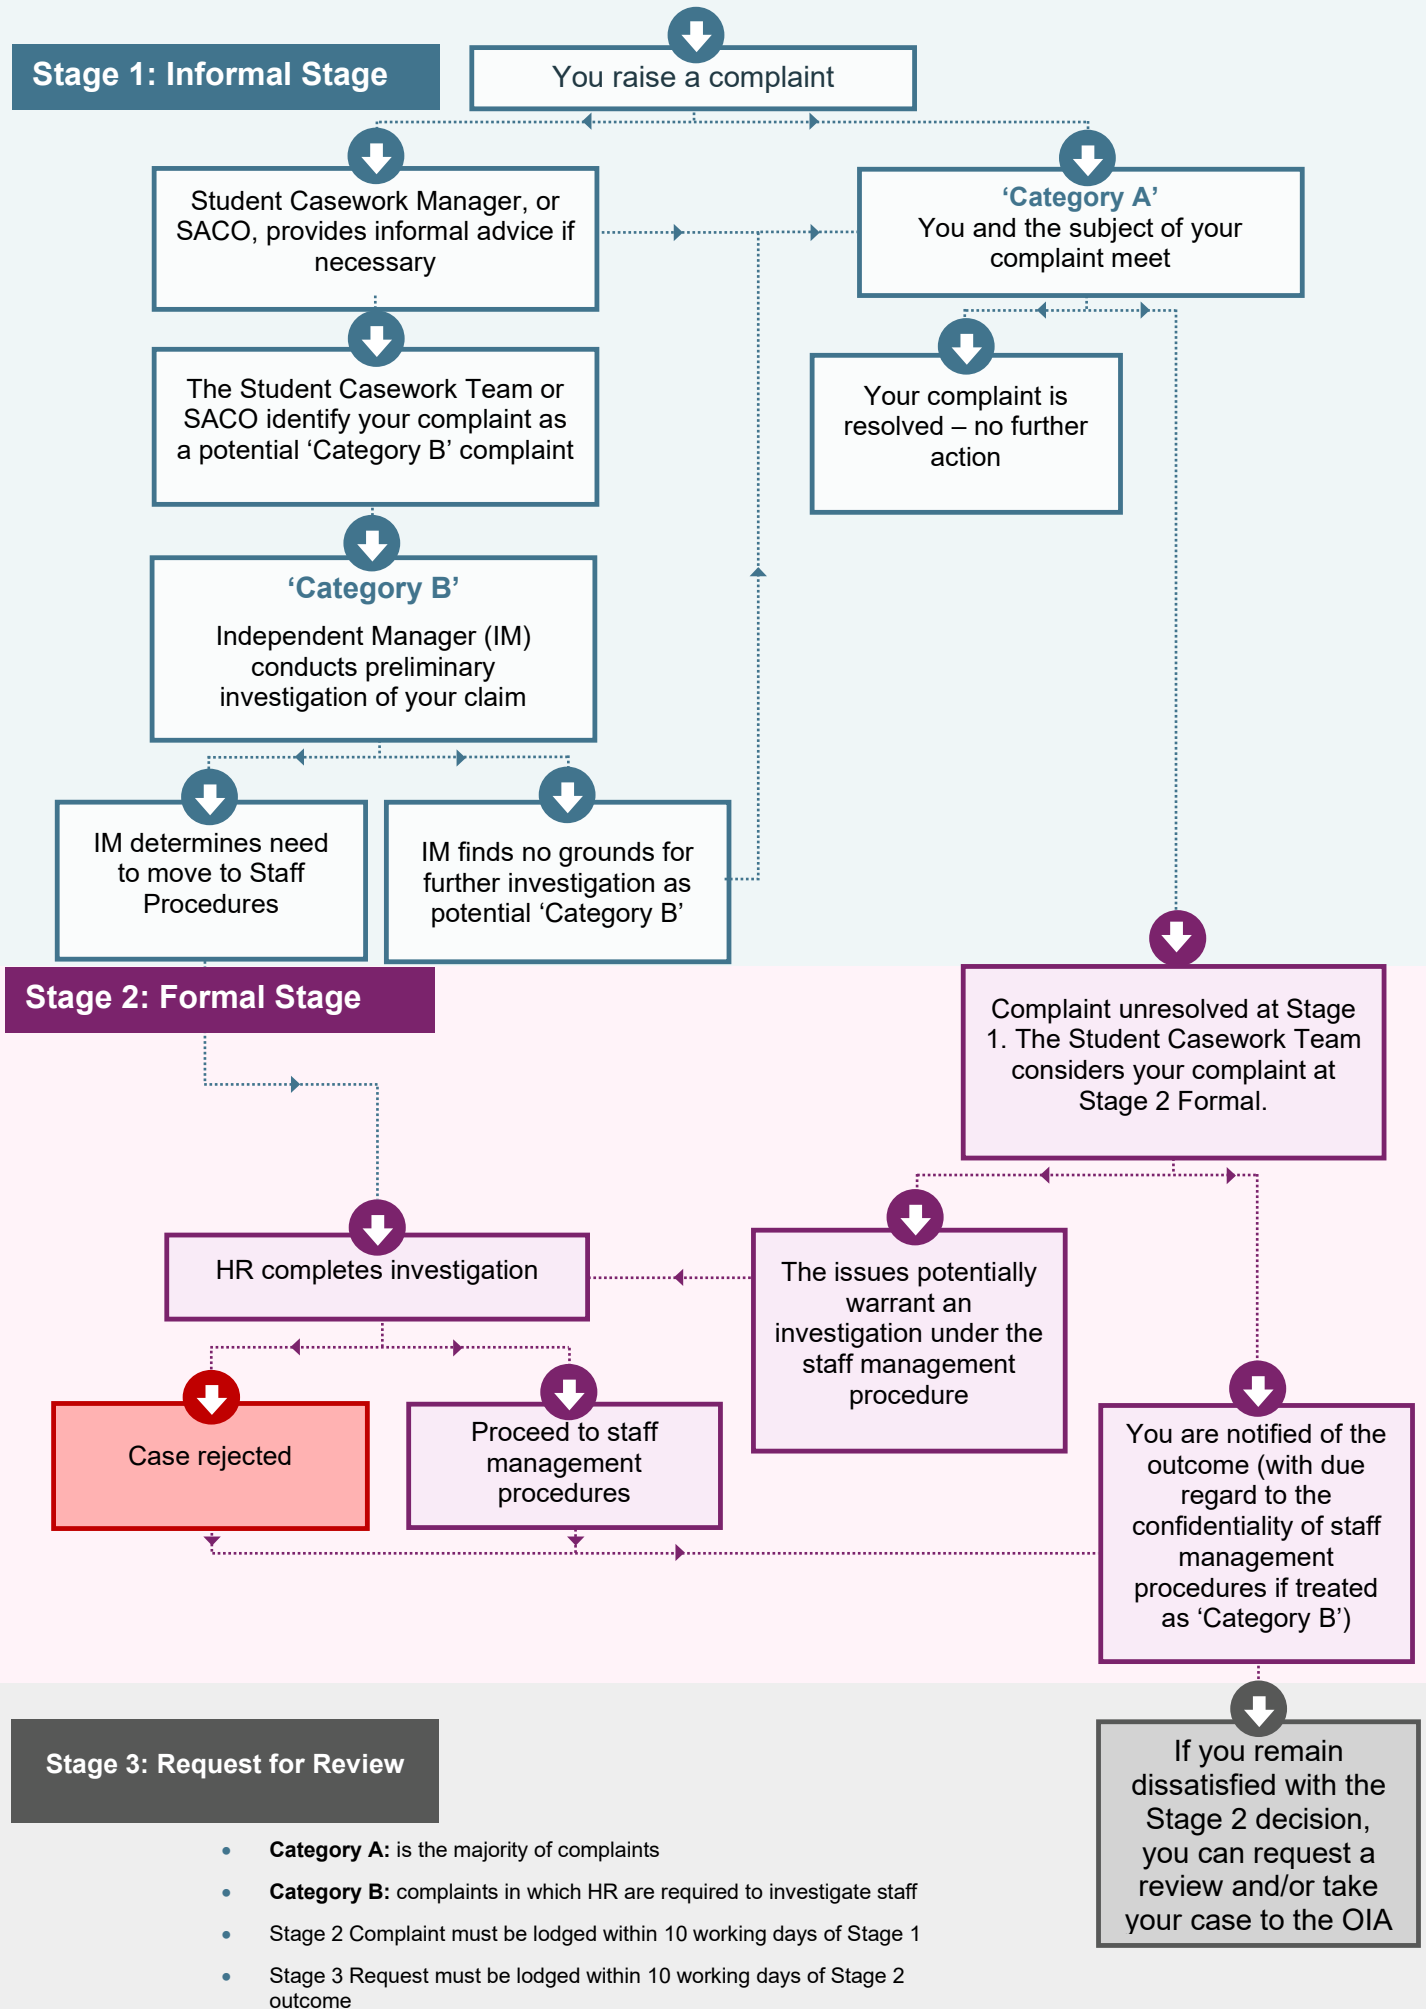 Stage 1: Informal Stage
You raise a complaint
Student Casework Manager, or
SACO, provides informal advice if
necessary
‘Category A’
You and the subject of your
complaint meet
The Student Casework Team or
SACO identify your complaint as
a potential ‘Category B’ complaint
Your complaint is
resolved – no further
action
‘Category B’
Independent Manager (IM)
conducts preliminary
investigation of your claim
IM determines need
to move to Staff
Procedures
IM finds no grounds for
further investigation as
potential ‘Category B’
Stage 2: Formal Stage
Complaint unresolved at Stage
1. The Student Casework Team
considers your complaint at
Stage 2 Formal.
HR completes investigation
The issues potentially
warrant an
investigation under the
staff management
procedure
Case rejected
Proceed to staff
management
procedures
You are notified of the
outcome (with due
regard to the
confidentiality of staff
management
procedures if treated
as ‘Category B’)
Stage 3: Request for Review
If you remain
dissatisfied with the
Stage 2 decision,
you can request a
review and/or take
your case to the OIA
• Category A: is the majority of complaints
• Category B: complaints in which HR are required to investigate staff
• Stage 2 Complaint must be lodged within 10 working days of Stage 1
• Stage 3 Request must be lodged within 10 working days of Stage 2
outcome